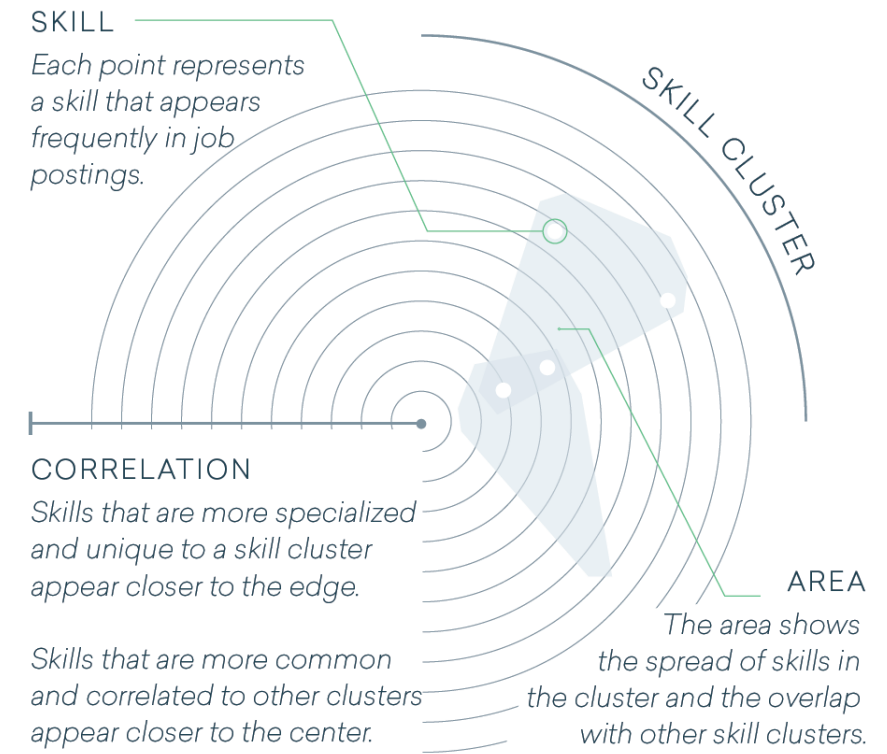 SKILL
Each point represents
a skill that appears
frequently in job
postings.
SKILL CLUSTER
CORRELATION
Skills that are more specialized
and unique to a skill cluster
appear closer to the edge.
Skills that are more common
and correlated to other clusters
appear closer to the center.
AREA
The area shows
the spread of skills in
the cluster and the overlap
with other skill clusters.